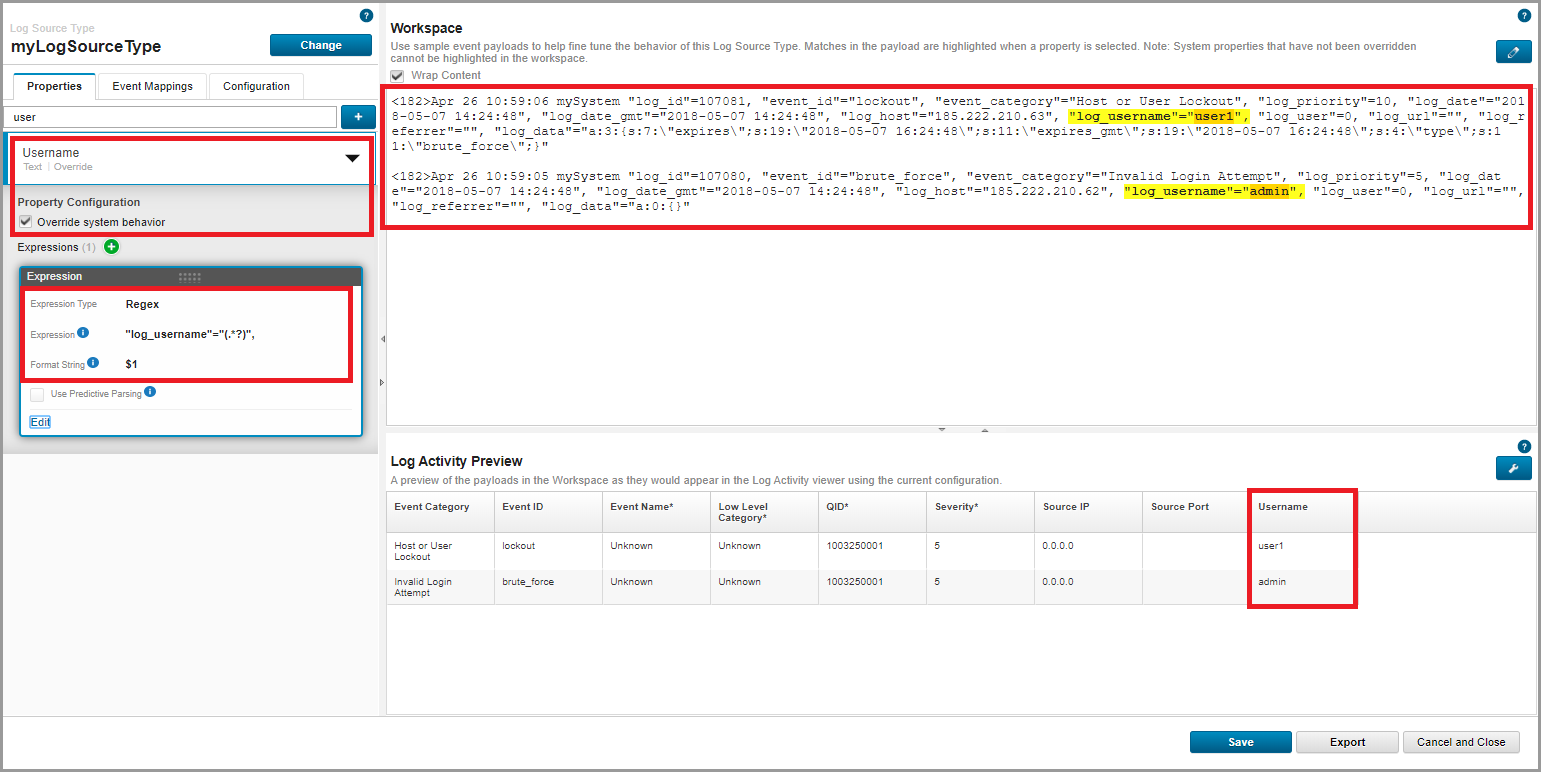 Log Source Type
myLogSourceType
Change
Properties
Event Mappings
Configuration
user
+
Username
Text | Override
Property Configuration
Override system behavior
Expressions (1)
Expression
Expression Type Regex
Expression "log_username"="(.*?)",
Format String $1
Use Predictive Parsing
Edit
Workspace
Use sample event payloads to help fine tune the behavior of this Log Source Type. Matches in the payload are highlighted when a property is selected. Note: System properties that have not been overridden
cannot be highlighted in the workspace.
Wrap Content
<182>Apr 26 10:59:06 mySystem "log_id"=107081, "event_id"="lockout", "event_category"="Host or User Lockout", "log_priority"=10, "log_date"="201
8-05-07 14:24:48", "log_date_gmt"="2018-05-07 14:24:48", "log_host"="185.222.210.63", "log_username"="user1", "log_user"=0, "log_url"="", "log_r
eferrer"="", "log_data"="a:3:{s:7:\"expires\";s:19:\"2018-05-07 16:24:48\";s:11:\"expires_gmt\";s:19:\"2018-05-07 16:24:48\";s:4:\"type\";s:1
1:\"brute_force\";}"
<182>Apr 26 10:59:05 mySystem "log_id"=107080, "event_id"="brute_force", "event_category"="Invalid Login Attempt", "log_priority"=5, "log_dat
e"="2018-05-07 14:24:48", "log_date_gmt"="2018-05-07 14:24:48", "log_host"="185.222.210.62", "log_username"="admin", "log_user"=0, "log_url"="",
"log_referrer"="", "log_data"="a:0:{}"
Log Activity Preview
A preview of the payloads in the Workspace as they would appear in the Log Activity viewer using the current configuration.
Event Category Event ID Event Name* Low Level Category* QID* Severity* Source IP Source Port Username
Host or User Lockout lockout Unknown Unknown 1003250001 5 0.0.0.0 user1
Invalid Login Attempt brute_force Unknown Unknown 1003250001 5 0.0.0.0 admin
Save
Export
Cancel and Close